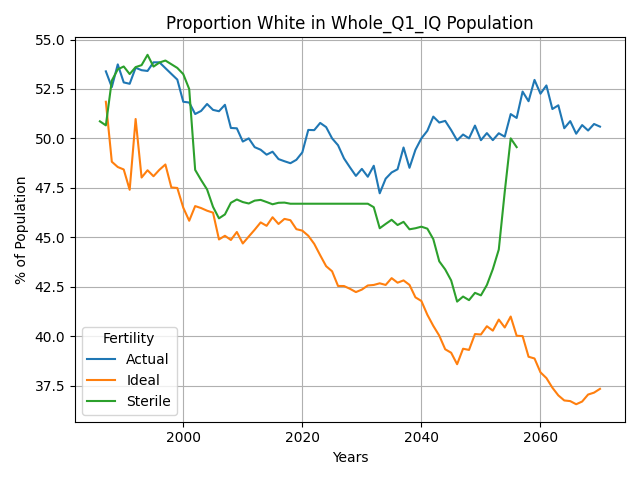 Proportion White in Whole_Q1_IQ Population
% of Population
55.0
52.5
50.0
47.5
45.0
42.5
40.0
37.5
Fertility
Actual
Ideal
Sterile
2000
2020
2040
2060
Years